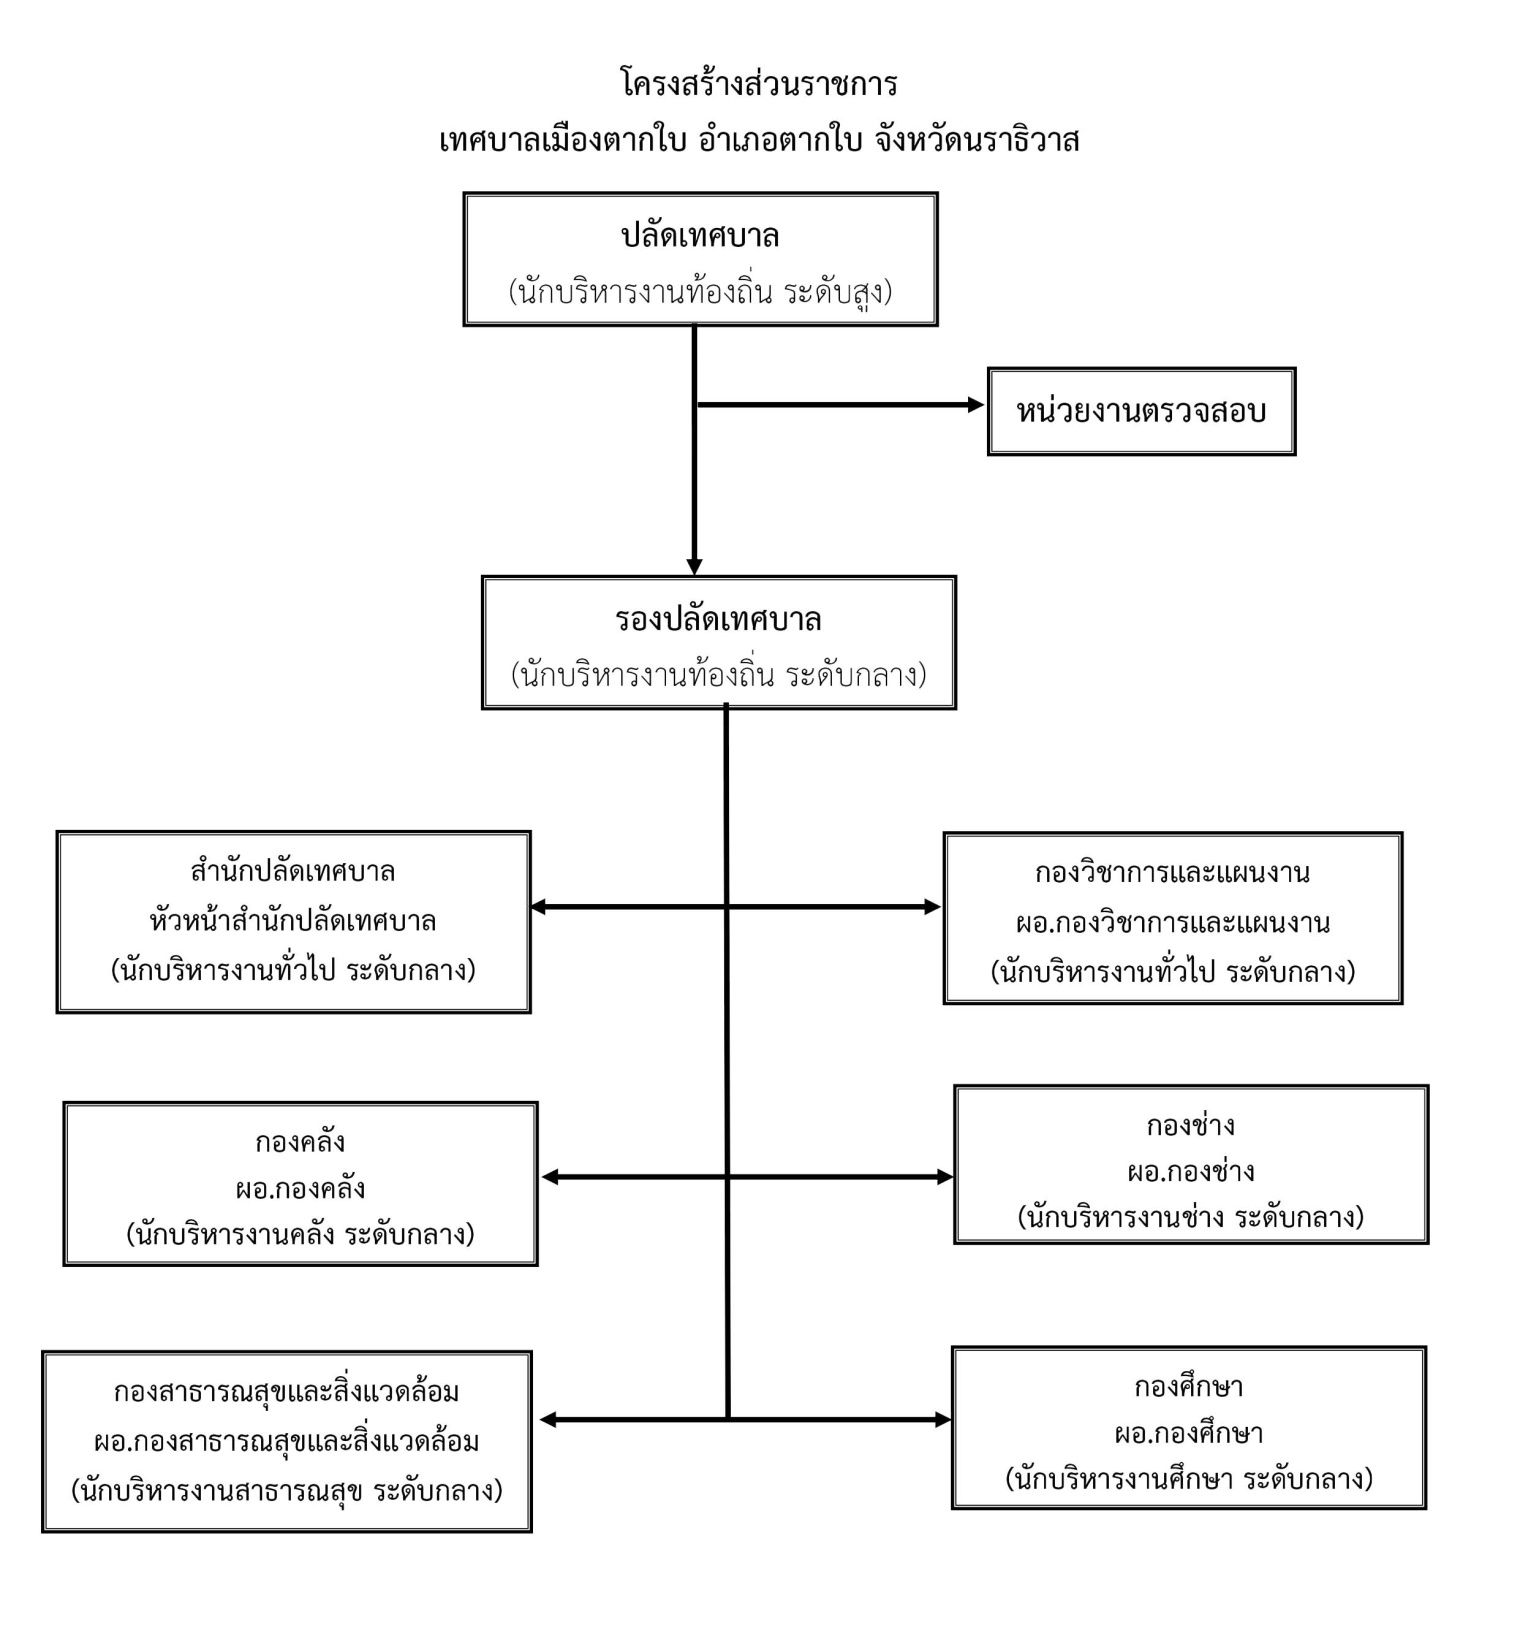 โครงสร้างส่วนราชการ
เทศบาลเมืองตากใบ อำเภอตากใบ จังหวัดนราธิวาส
ปลัดเทศบาล
(นักบริหารงานท้องถิ่น ระดับสูง)
หน่วยงานตรวจสอบ
รองปลัดเทศบาล
(นักบริหารงานท้องถิ่น ระดับกลาง)
สำนักปลัดเทศบาล
หัวหน้าสำนักปลัดเทศบาล
(นักบริหารงานทั่วไป ระดับกลาง)
กองวิชาการและแผนงาน
ผอ.กองวิชาการและแผนงาน
(นักบริหารงานทั่วไป ระดับกลาง)
กองคลัง
ผอ.กองคลัง
(นักบริหารงานคลัง ระดับกลาง)
กองช่าง
ผอ.กองช่าง
(นักบริหารงานช่าง ระดับกลาง)
กองสาธารณสุขและสิ่งแวดล้อม
ผอ.กองสาธารณสุขและสิ่งแวดล้อม
(นักบริหารงานสาธารณสุข ระดับกลาง)
กองศึกษา
ผอ.กองศึกษา
(นักบริหารงานศึกษา ระดับกลาง)